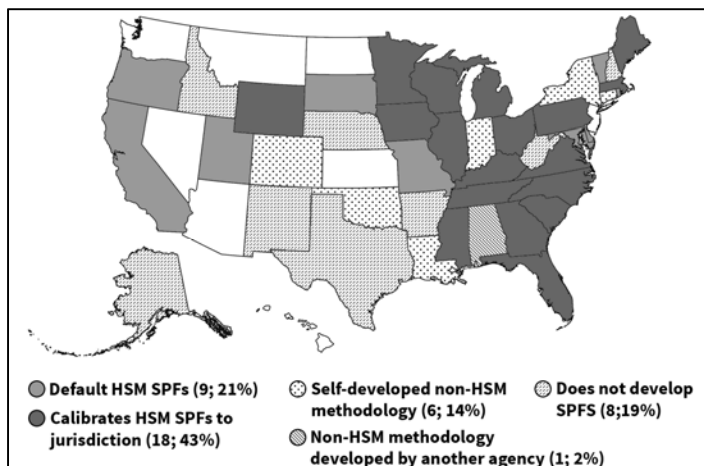 Default HSM SPFs (9; 21%)
Calibrates HSM SPFs to
jurisdiction (18; 43%)
Self-developed non-HSM
methodology (6; 14%)
Non-HSM methodology
developed by another agency (1; 2%)
Does not develop
SPFS (8;19%)